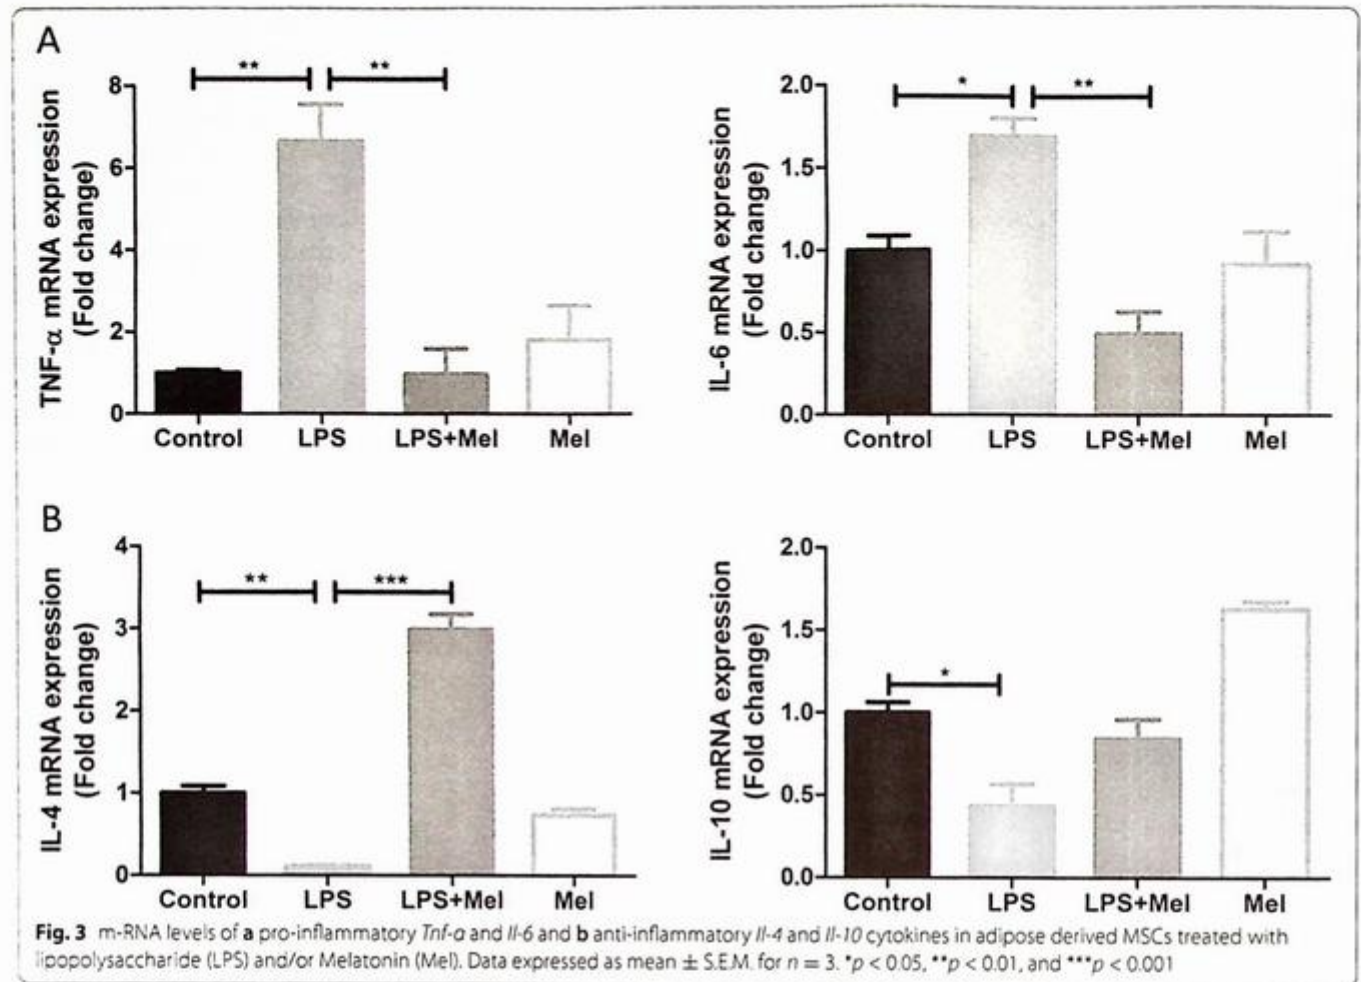 A
**
**
TNF-α mRNA expression
(Fold change)
8
6
4
2
0
Control LPS LPS+Mel Mel
*
**
IL-6 mRNA expression
(Fold change)
2.0
1.5
1.0
0.5
0.0
Control LPS LPS+Mel Mel
B
**
***
IL-4 mRNA expression
(Fold change)
4
3
2
1
0
Control LPS LPS+Mel Mel
*
IL-10 mRNA expression
(Fold change)
2.0
1.5
1.0
0.5
0.0
Control LPS LPS+Mel Mel
Fig. 3 m-RNA levels of a pro-inflammatory Tnf-α and Il-6 and b anti-inflammatory Il-4 and Il-10 cytokines in adipose derived MSCs treated with
lipopolysaccharide (LPS) and/or Melatonin (Mel). Data expressed as mean ± S.E.M. for n = 3. *p < 0.05, **p < 0.01, and ***p < 0.001